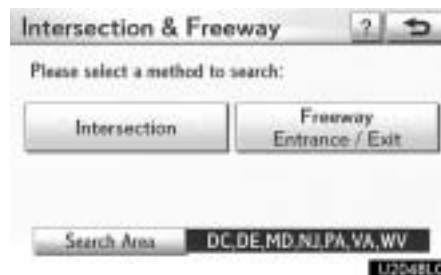 Intersection & Freeway ?
Please select a method to search:
Intersection
Freeway
Entrance / Exit
Search Area DC,DE,MD,NJ,PA,VA,WV
U2048LC